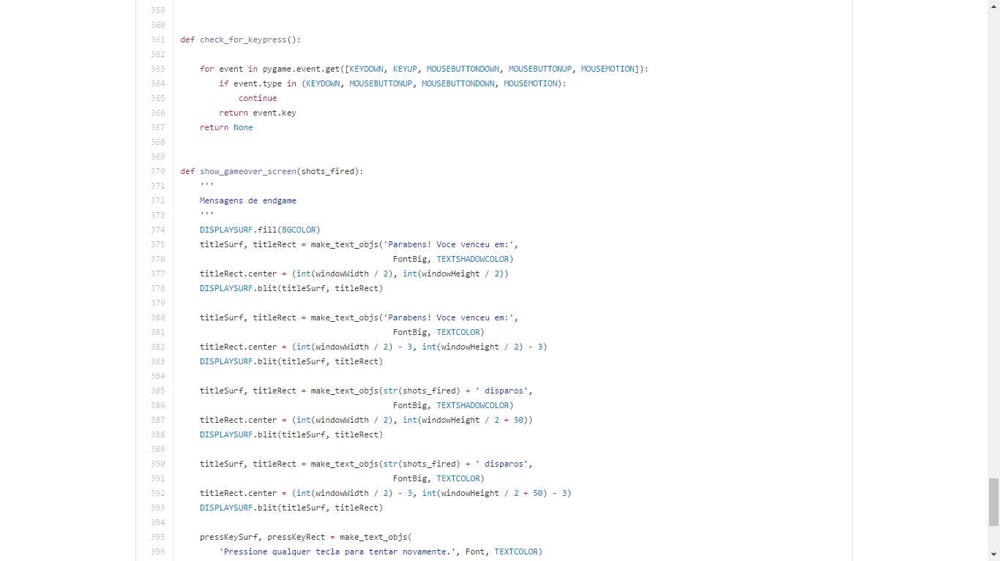 359
360
361 def check_for_keypress():
362
363     for event in pygame.event.get([KEYDOWN, KEYUP, MOUSEBUTTONDOWN, MOUSEBUTTONUP, MOUSEMOTION]):
364         if event.type in (KEYDOWN, MOUSEBUTTONUP, MOUSEBUTTONDOWN, MOUSEMOTION):
365             continue
366         return event.key
367     return None
368
369
370 def show_gameover_screen(shots_fired):
371     '''
372     Mensagens de endgame
373     '''
374     DISPLAYSURF.fill(BGCOLOR)
375     titleSurf, titleRect = make_text_objs('Parabens! Voce venceu em:',
376                                             FontBig, TEXTSHADOWCOLOR)
377     titleRect.center = (int(windowWidth / 2), int(windowHeight / 2))
378     DISPLAYSURF.blit(titleSurf, titleRect)
379
380     titleSurf, titleRect = make_text_objs('Parabens! Voce venceu em:',
381                                             FontBig, TEXTCOLOR)
382     titleRect.center = (int(windowWidth / 2) - 3, int(windowHeight / 2) - 3)
383     DISPLAYSURF.blit(titleSurf, titleRect)
384
385     titleSurf, titleRect = make_text_objs(str(shots_fired) + ' disparos',
386                                             FontBig, TEXTSHADOWCOLOR)
387     titleRect.center = (int(windowWidth / 2), int(windowHeight / 2 + 50))
388     DISPLAYSURF.blit(titleSurf, titleRect)
389
390     titleSurf, titleRect = make_text_objs(str(shots_fired) + ' disparos',
391                                             FontBig, TEXTCOLOR)
392     titleRect.center = (int(windowWidth / 2) - 3, int(windowHeight / 2 + 50) - 3)
393     DISPLAYSURF.blit(titleSurf, titleRect)
394
395     pressKeySurf, pressKeyRect = make_text_objs(
396         'Pressione qualquer tecla para tentar novamente.', Font, TEXTCOLOR)